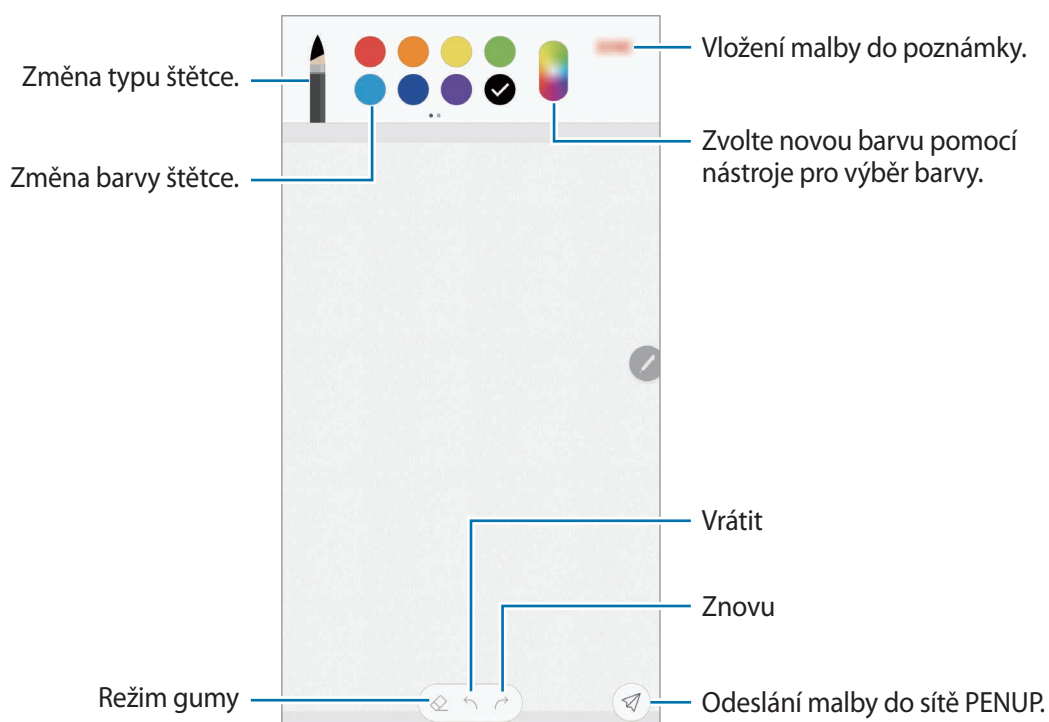 Změna typu štětce.
Vložení malby do poznámky.
Změna barvy štětce.
Zvolte novou barvu pomocí
nástroje pro výběr barvy.
Vrátit
Znovu
Režim gumy
Odeslání malby do sítě PENUP.